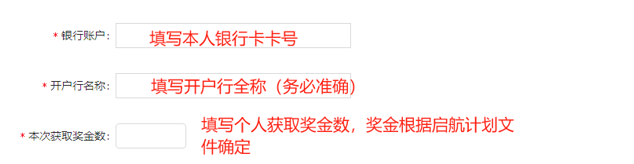 * 银行账户： 填写本人银行卡卡号
* 开户行名称： 填写开户行全称（务必准确）
* 本次获取奖金数： 填写个人获取奖金数，奖金根据启航计划文
件确定